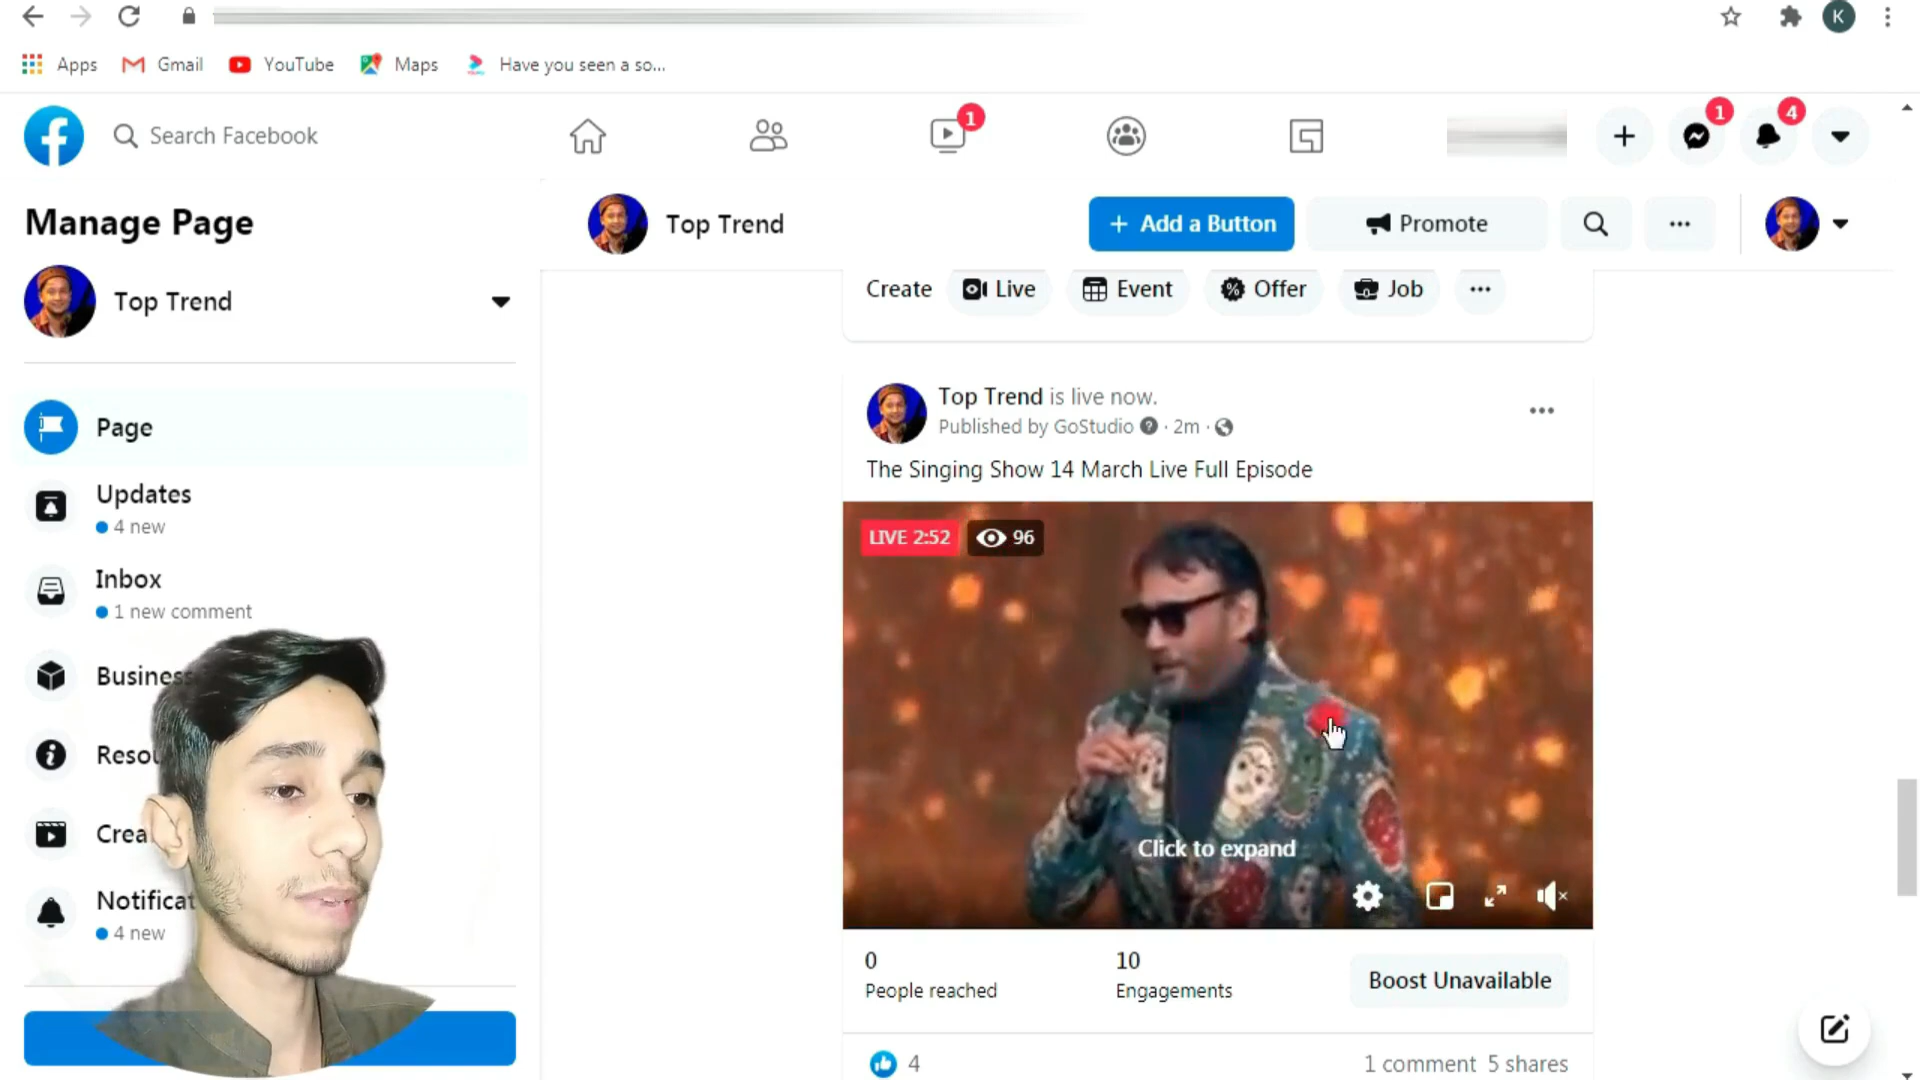 Apps Gmail YouTube Maps Have you seen a so...
Search Facebook
1
1
4
K
Manage Page
Top Trend
+ Add a Button
Promote
Top Trend
Create Live Event Offer Job
Page
Updates
4 new
Inbox
1 new comment
Business
Notificat
4 new
Top Trend is live now.
Published by GoStudio · 2m ·
The Singing Show 14 March Live Full Episode
LIVE 2:52 96
Click to expand
0
People reached
10
Engagements
Boost Unavailable
4
1 comment 5 shares